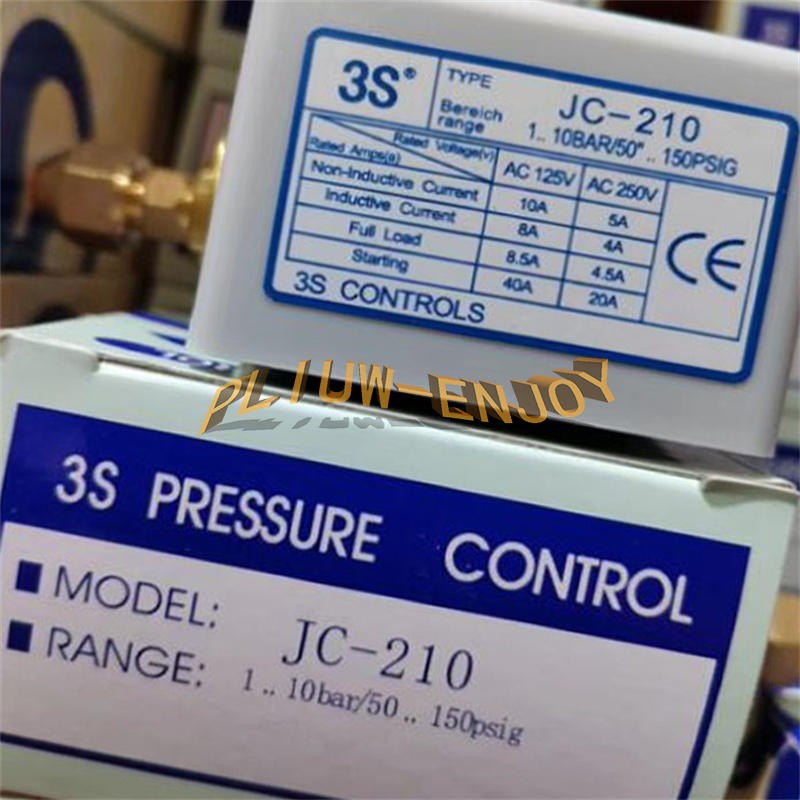 3S®
TYPE JC-210
Bereich range 1.. 10BAR/50".. 150PSIG
Rated Voltage(v)
Rated Amps(a)
AC 125V AC 250V
Non-Inductive Current 10A 5A
Inductive Current 8A 4A
Full Load 8.5A 4.5A
Starting 40A 20A
CE
3S CONTROLS
PLIUW-ENJOY
3S PRESSURE CONTROL
MODEL: JC-210
RANGE: 1.. 10bar/50.. 150psig